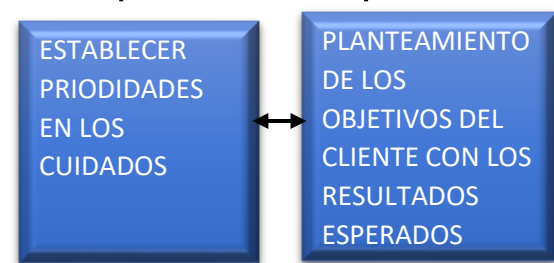 ESTABLECER
PRIODIDADES
EN LOS
CUIDADOS
PLANTEAMIENTO
DE LOS
OBJETIVOS DEL
CLIENTE CON LOS
RESULTADOS
ESPERADOS